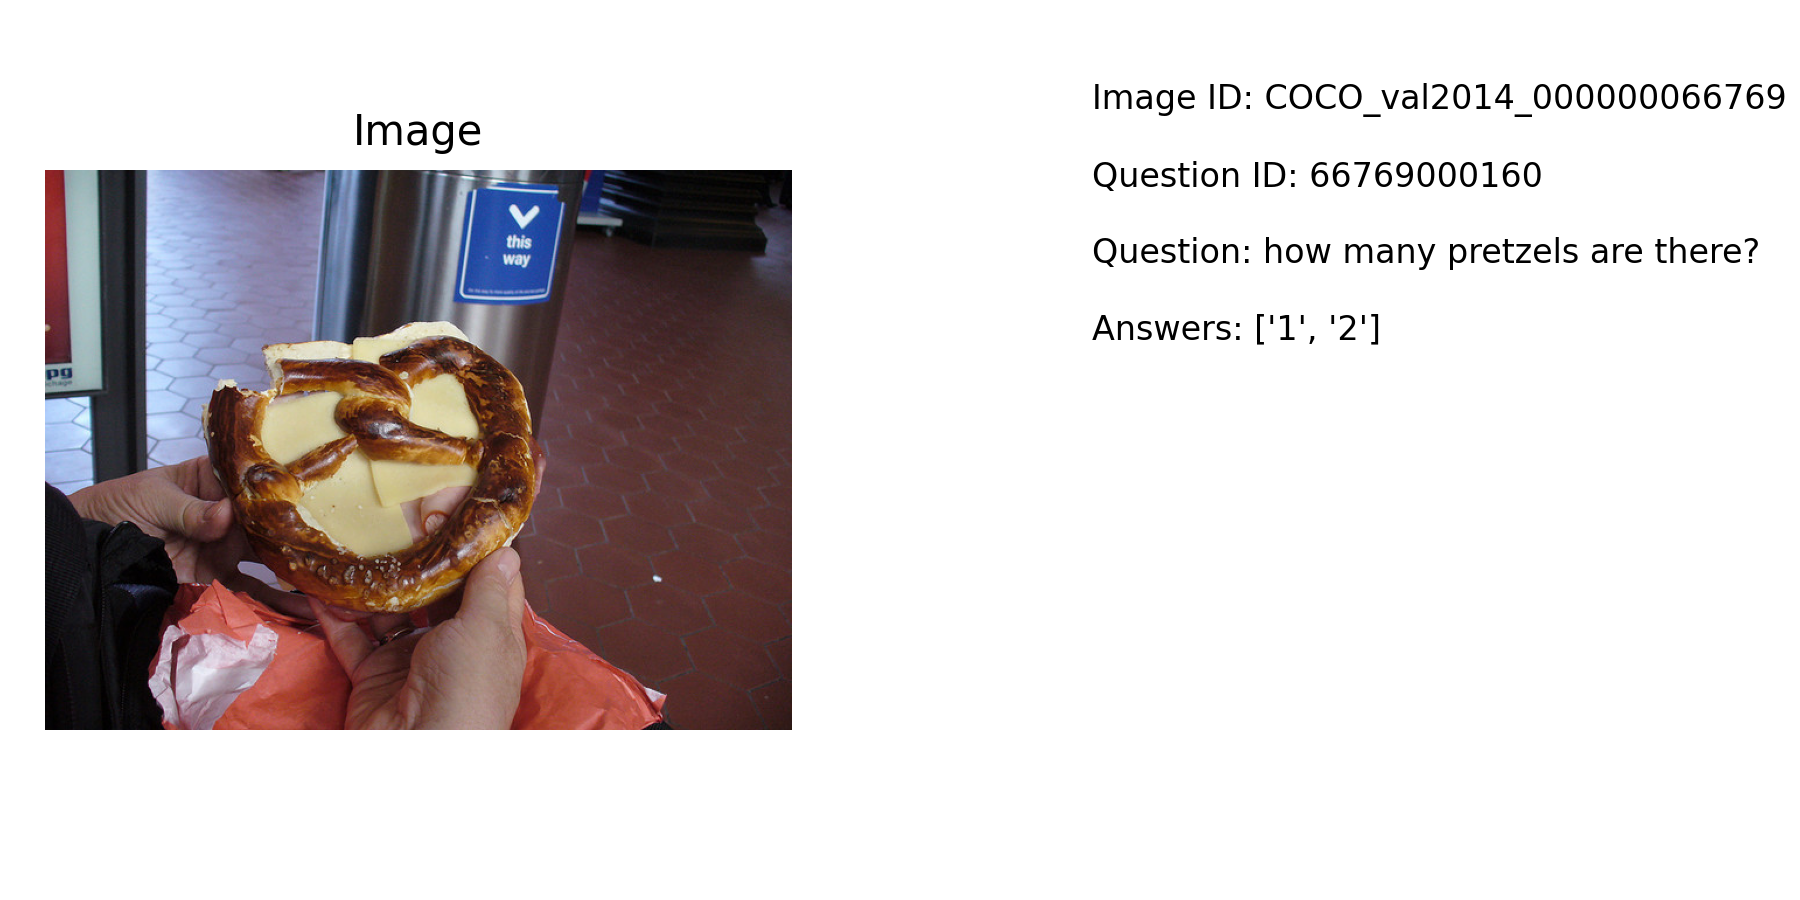 Image
this
way
pg
Image ID: COCO_val2014_000000066769
Question ID: 66769000160
Question: how many pretzels are there?
Answers: ['1', '2']